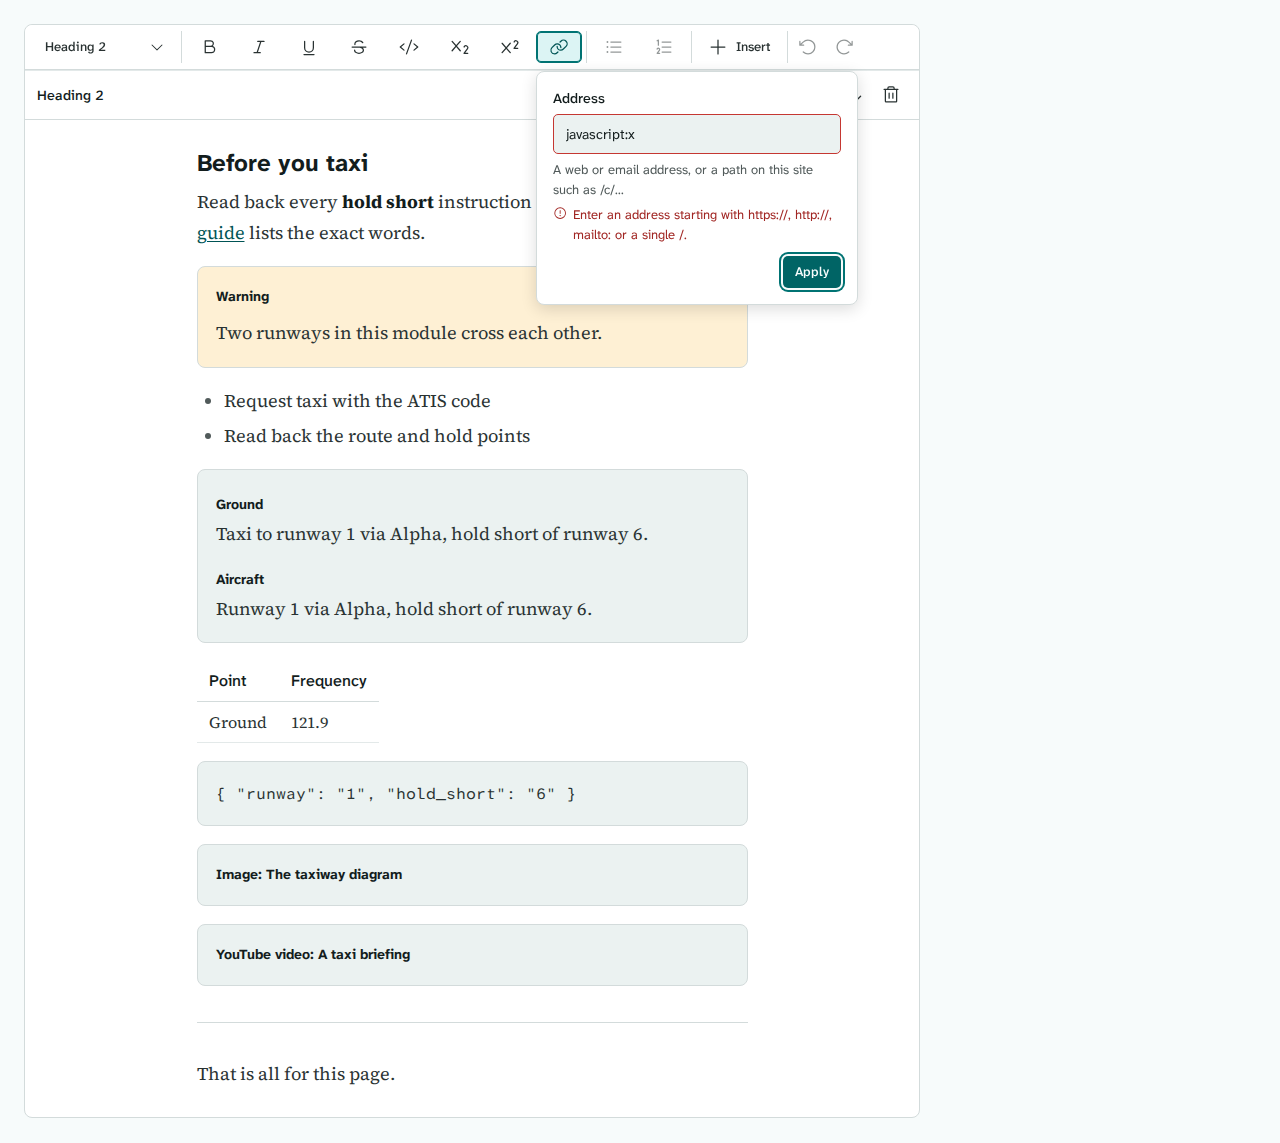 Heading 2
B I U S </> X2 X2
Insert
Heading 2
Address
javascript:x
A web or email address, or a path on this site
such as /c/...
Enter an address starting with https://, http://,
mailto: or a single /.
Apply
Before you taxi
Read back every hold short instruction
guide lists the exact words.
Warning
Two runways in this module cross each other.
Request taxi with the ATIS code
Read back the route and hold points
Ground
Taxi to runway 1 via Alpha, hold short of runway 6.
Aircraft
Runway 1 via Alpha, hold short of runway 6.
Point Frequency
Ground 121.9
{ "runway": "1", "hold_short": "6" }
Image: The taxiway diagram
YouTube video: A taxi briefing
That is all for this page.